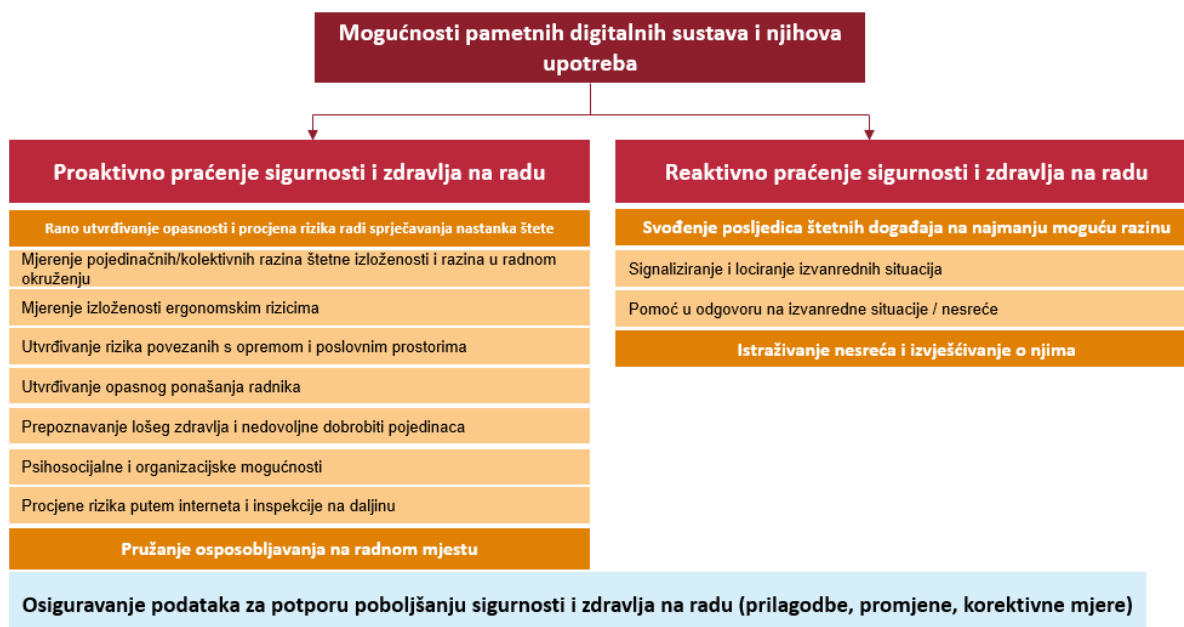 Mogućnosti pametnih digitalnih sustava i njihova
upotreba
Proaktivno praćenje sigurnosti i zdravlja na radu
Rano utvrđivanje opasnosti i procjena rizika radi sprječavanja nastanka štete
Mjerenje pojedinačnih/kolektivnih razina štetne izloženosti i razina u radnom
okruženju
Mjerenje izloženosti ergonomskim rizicima
Utvrđivanje rizika povezanih s opremom i poslovnim prostorima
Utvrđivanje opasnog ponašanja radnika
Prepoznavanje lošeg zdravlja i nedovoljne dobrobiti pojedinaca
Psihosocijalne i organizacijske mogućnosti
Procjene rizika putem interneta i inspekcije na daljinu
Pružanje osposobljavanja na radnom mjestu
Reaktivno praćenje sigurnosti i zdravlja na radu
Svođenje posljedica štetnih događaja na najmanju moguću razinu
Signaliziranje i lociranje izvanrednih situacija
Pomoć u odgovoru na izvanredne situacije / nesreće
Istraživanje nesreća i izvješćivanje o njima
Osiguravanje podataka za potporu poboljšanju sigurnosti i zdravlja na radu (prilagodbe, promjene, korektivne mjere)